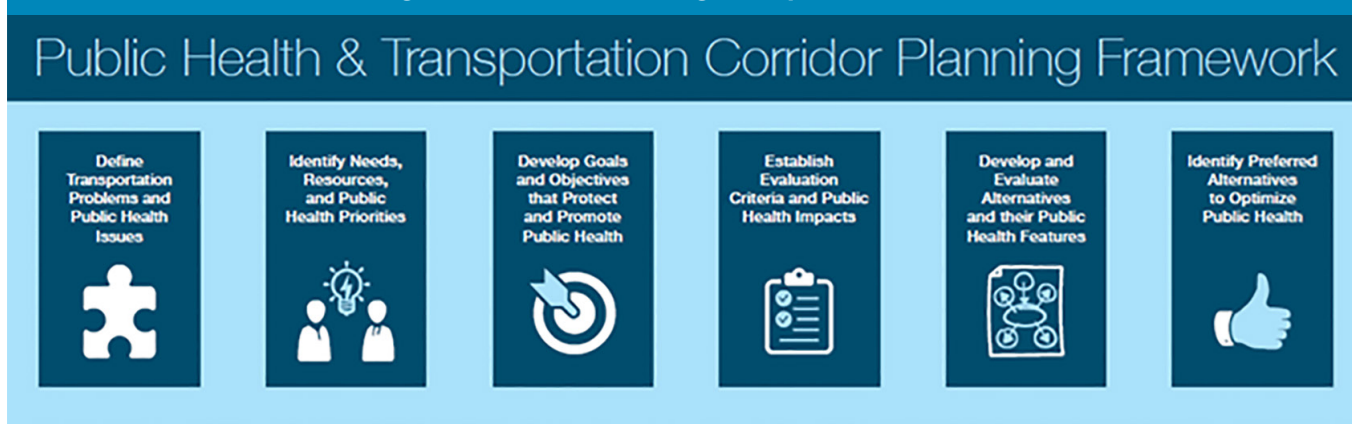 Public Health & Transportation Corridor Planning Framework
Define
Transportation
Problems and
Public Health
Issues
Identify Needs,
Resources,
and Public
Health Priorities
Develop Goals
and Objectives
that Protect
and Promote
Public Health
Establish
Evaluation
Criteria and Public
Health Impacts
Develop and
Evaluate
Alternatives
and their Public
Health Features
Identify Preferred
Alternatives
to Optimize
Public Health